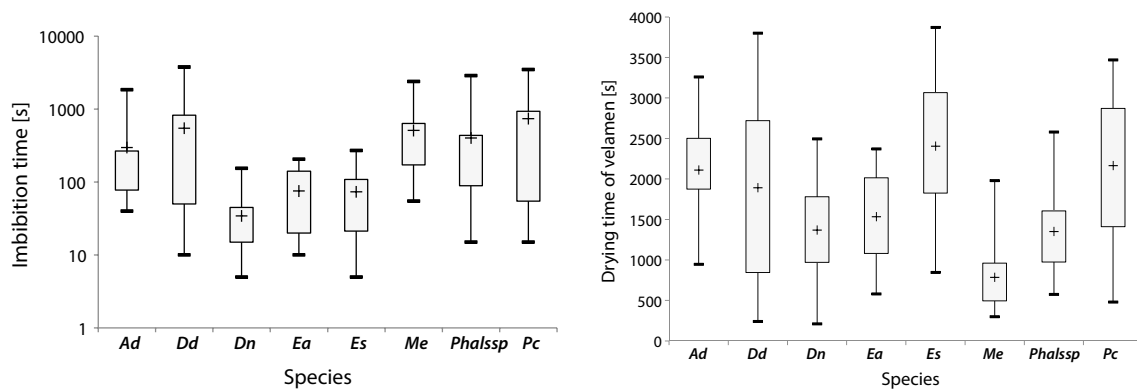 Imbibition time [s]
10000
1000
100
10
1
Ad Dd Dn Ea Es Me Phalssp Pc
Species
Drying time of velamen [s]
4000
3500
3000
2500
2000
1500
1000
500
0
Ad Dd Dn Ea Es Me Phalssp Pc
Species